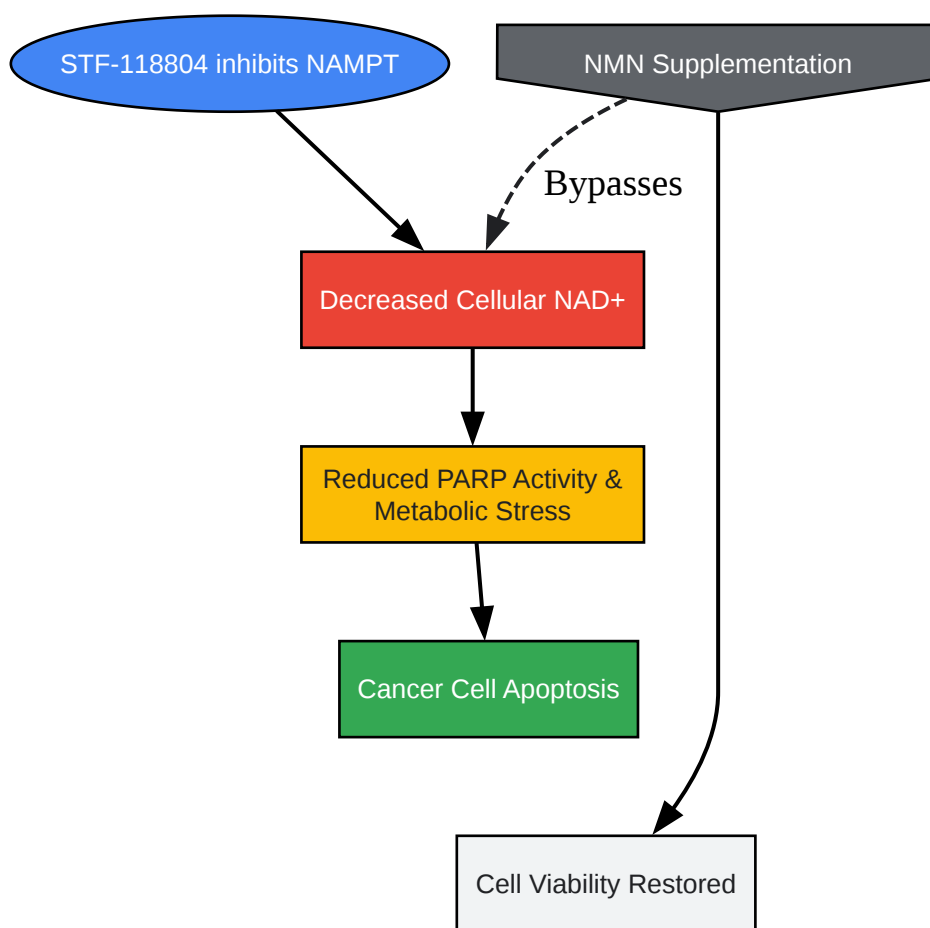 STF-118804 inhibits NAMPT
NMN Supplementation
Bypasses
Decreased Cellular NAD+
Reduced PARP Activity &
Metabolic Stress
Cancer Cell Apoptosis
Cell Viability Restored